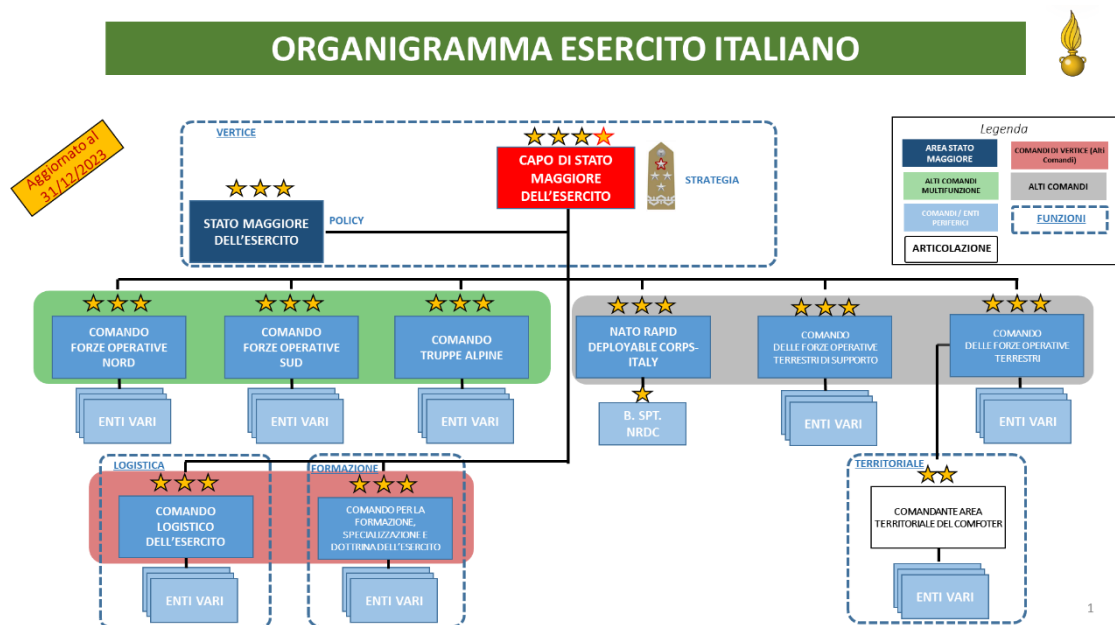 ORGANIGRAMMA ESERCITO ITALIANO
Aggiornato al
31/12/2023
VERTICE
CAPO DI STATO
MAGGIORE
DELL'ESERCITO
STRATEGIA
STATO MAGGIORE
DELL'ESERCITO
POLICY
Legenda
AREA STATO
MAGGIORE
COMANDI DI VERTICE (Alti
Comandi)
ALTI COMANDI
MULTIFUNZIONE
ALTI COMANDI
COMANDI / ENTI
PERIFERICI
FUNZIONI
ARTICOLAZIONE
COMANDO
FORZE OPERATIVE
NORD
COMANDO
FORZE OPERATIVE
SUD
COMANDO
TRUPPE ALPINE
NATO RAPID
DEPLOYABLE CORPS-
ITALY
COMANDO
DELLE FORZE OPERATIVE
TERRESTRI DI SUPPORTO
COMANDO
DELLE FORZE OPERATIVE
TERRESTRI
ENTI VARI
ENTI VARI
ENTI VARI
B. SPT.
NRDC
ENTI VARI
ENTI VARI
LOGISTICA
FORMAZIONE
TERRITORIALE
COMANDO
LOGISTICO
DELL'ESERCITO
COMANDO PER LA
FORMAZIONE,
SPECIALIZZAZIONE E
DOTTRINA DELL'ESERCITO
COMANDANTE AREA
TERRITORIALE DEL COMFOTER
ENTI VARI
ENTI VARI
ENTI VARI
1